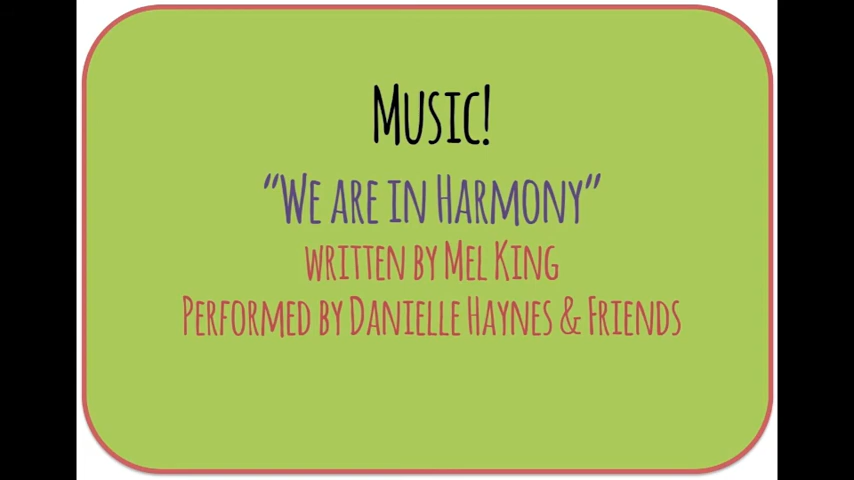 Music!
“We are in Harmony”
written by Mel King
Performed by Danielle Haynes & Friends